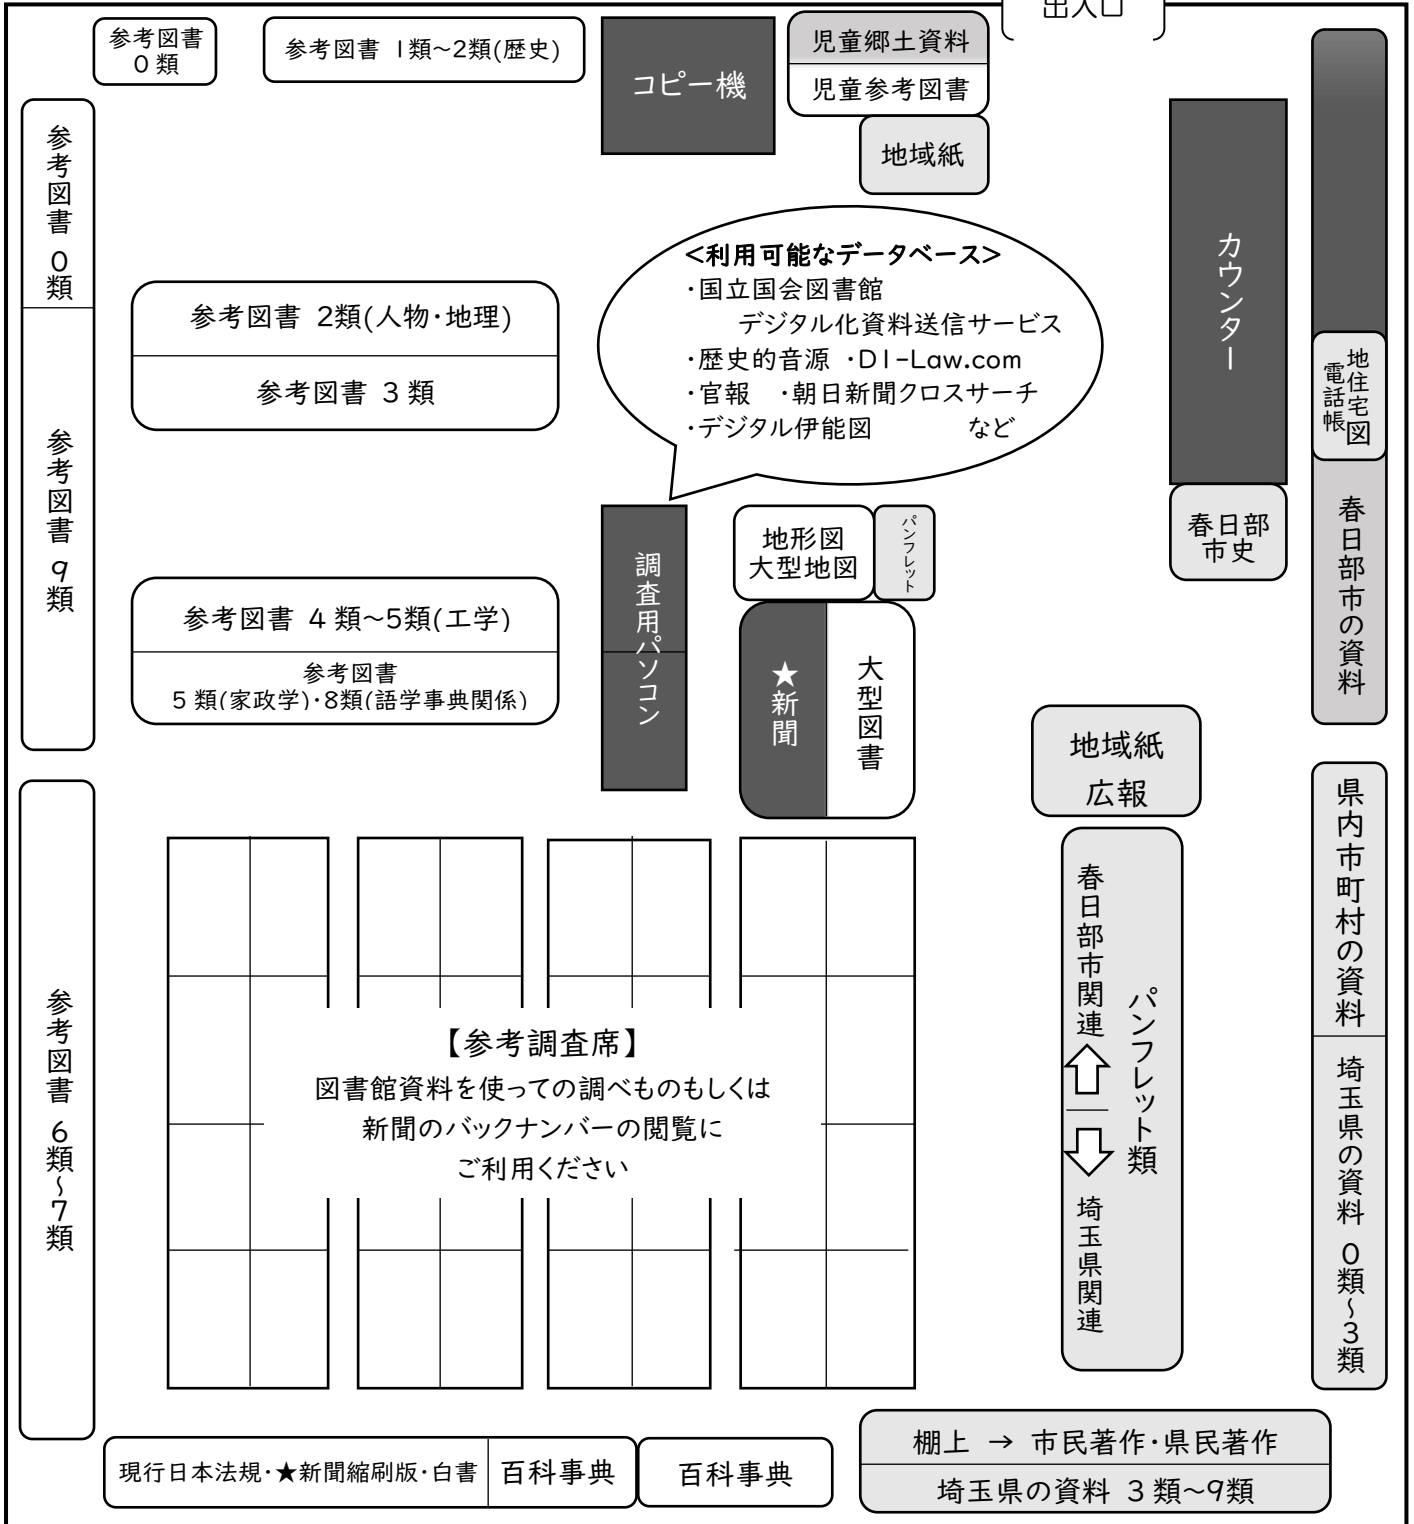 出入口
参考図書
0類
参考図書 1類～2類(歴史)
コピー機
児童郷土資料
児童参考図書
地域紙
参考図書 0類
参考図書 9類
参考図書 2類(人物・地理)
参考図書 3類
<利用可能なデータベース>
・国立国会図書館
デジタル化資料送信サービス
・歴史的音源 ・D1-Law.com
・官報 ・朝日新聞クロスサーチ
・デジタル伊能図 など
カウンター
地住宅図
電話帳
春日部
市史
春日部市の資料
参考図書 4類～5類(工学)
参考図書
5類(家政学)・8類(語学事典関係)
調査用パソコン
地形図
大型地図
パンフレット
★新聞
大型図書
地域紙
広報
県内市町村の資料
埼玉県の資料 0類～3類
参考図書 6類～7類
【参考調査席】
図書館資料を使っての調べものもしくは
新聞のバックナンバーの閲覧に
ご利用ください
パンフレット類
春日部市関連
埼玉県関連
現行日本法規・★新聞縮刷版・白書
百科事典
百科事典
棚上 → 市民著作・県民著作
埼玉県の資料 3類～9類